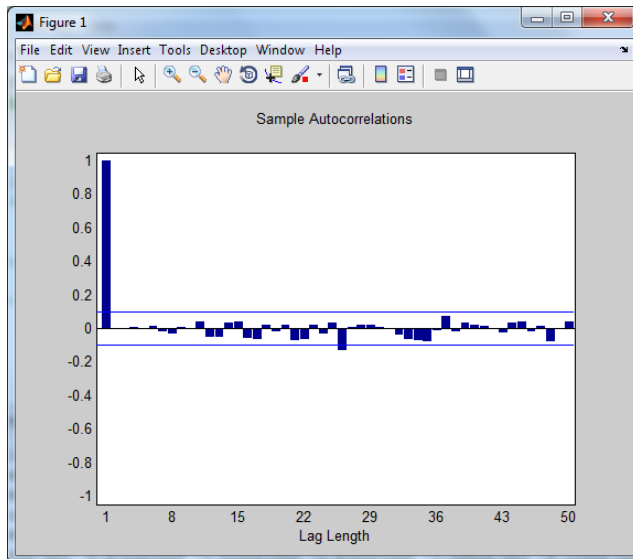 Figure 1
File Edit View Insert Tools Desktop Window Help
Sample Autocorrelations
1
0.8
0.6
0.4
0.2
0
-0.2
-0.4
-0.6
-0.8
-1
1 8 15 22 29 36 43 50
Lag Length